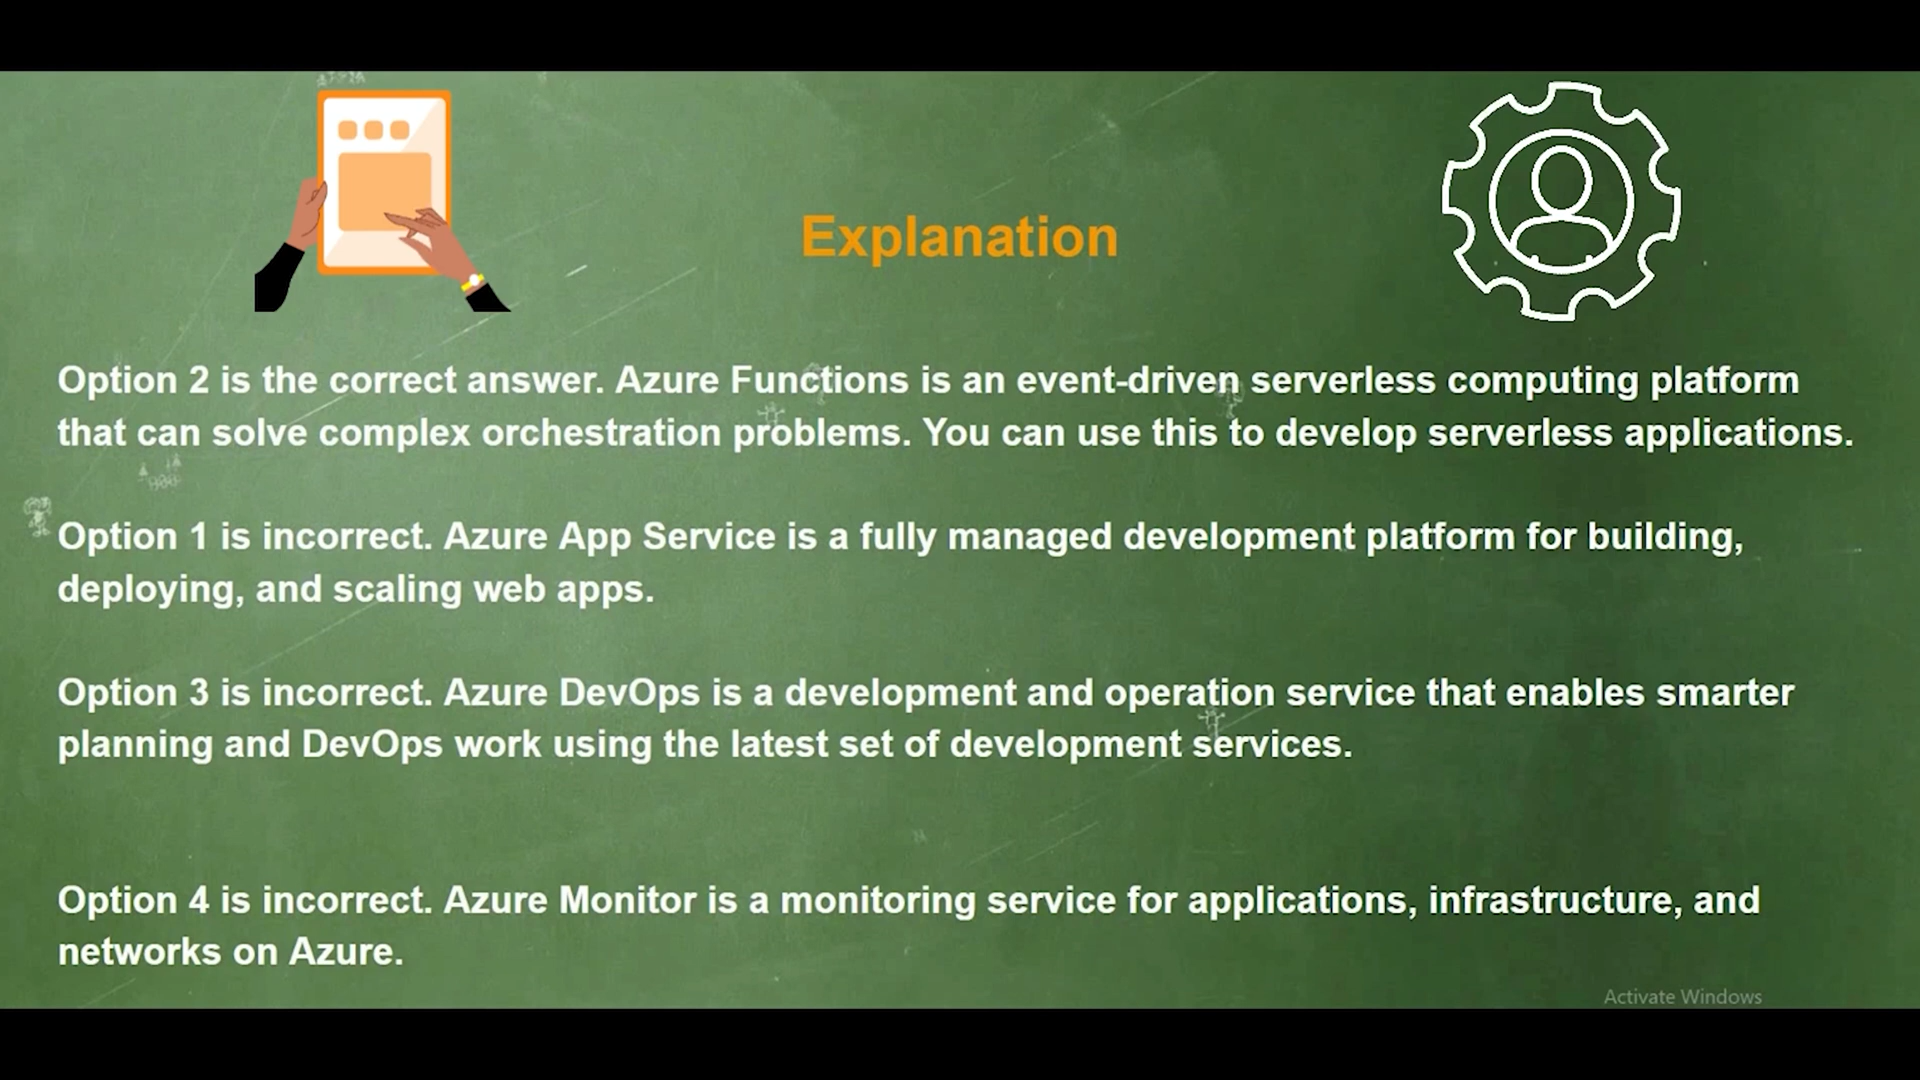 Explanation
Option 2 is the correct answer. Azure Functions is an event-driven serverless computing platform
that can solve complex orchestration problems. You can use this to develop serverless applications.
Option 1 is incorrect. Azure App Service is a fully managed development platform for building,
deploying, and scaling web apps.
Option 3 is incorrect. Azure DevOps is a development and operation service that enables smarter
planning and DevOps work using the latest set of development services.
Option 4 is incorrect. Azure Monitor is a monitoring service for applications, infrastructure, and
networks on Azure.
Activate Windows